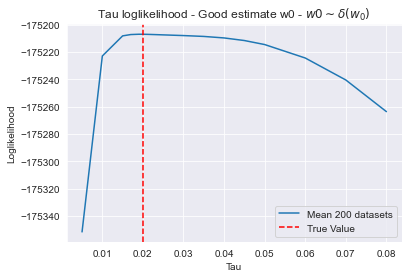 Tau loglikelihood - Good estimate w0 - w0 ~ δ(w₀)
−175200
−175220
−175240
−175260
−175280
−175300
−175320
−175340
Loglikelihood
0.01 0.02 0.03 0.04 0.05 0.06 0.07 0.08
Tau
Mean 200 datasets
True Value